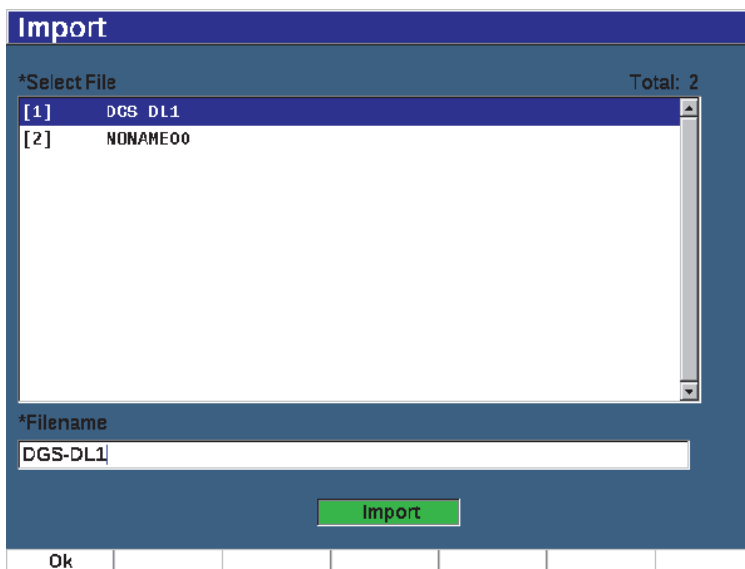 Import
*Select File Total: 2
[1] DGS DL1
[2] NONAME00
*Filename
DGS-DL1
Import
Ok